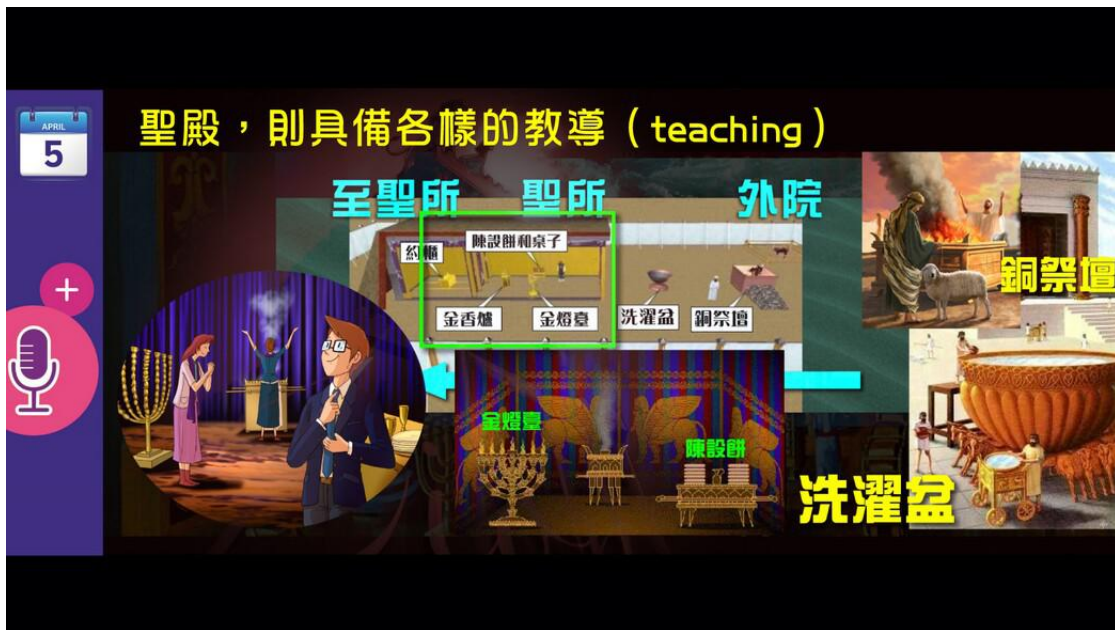 APRIL
5
聖殿，則具備各樣的教導（teaching）
至聖所 聖所 外院
約櫃
陳設餅和桌子
金香爐
金燈臺
洗濯盆
銅祭壇
銅祭壇
金燈臺
陳設餅
洗濯盆